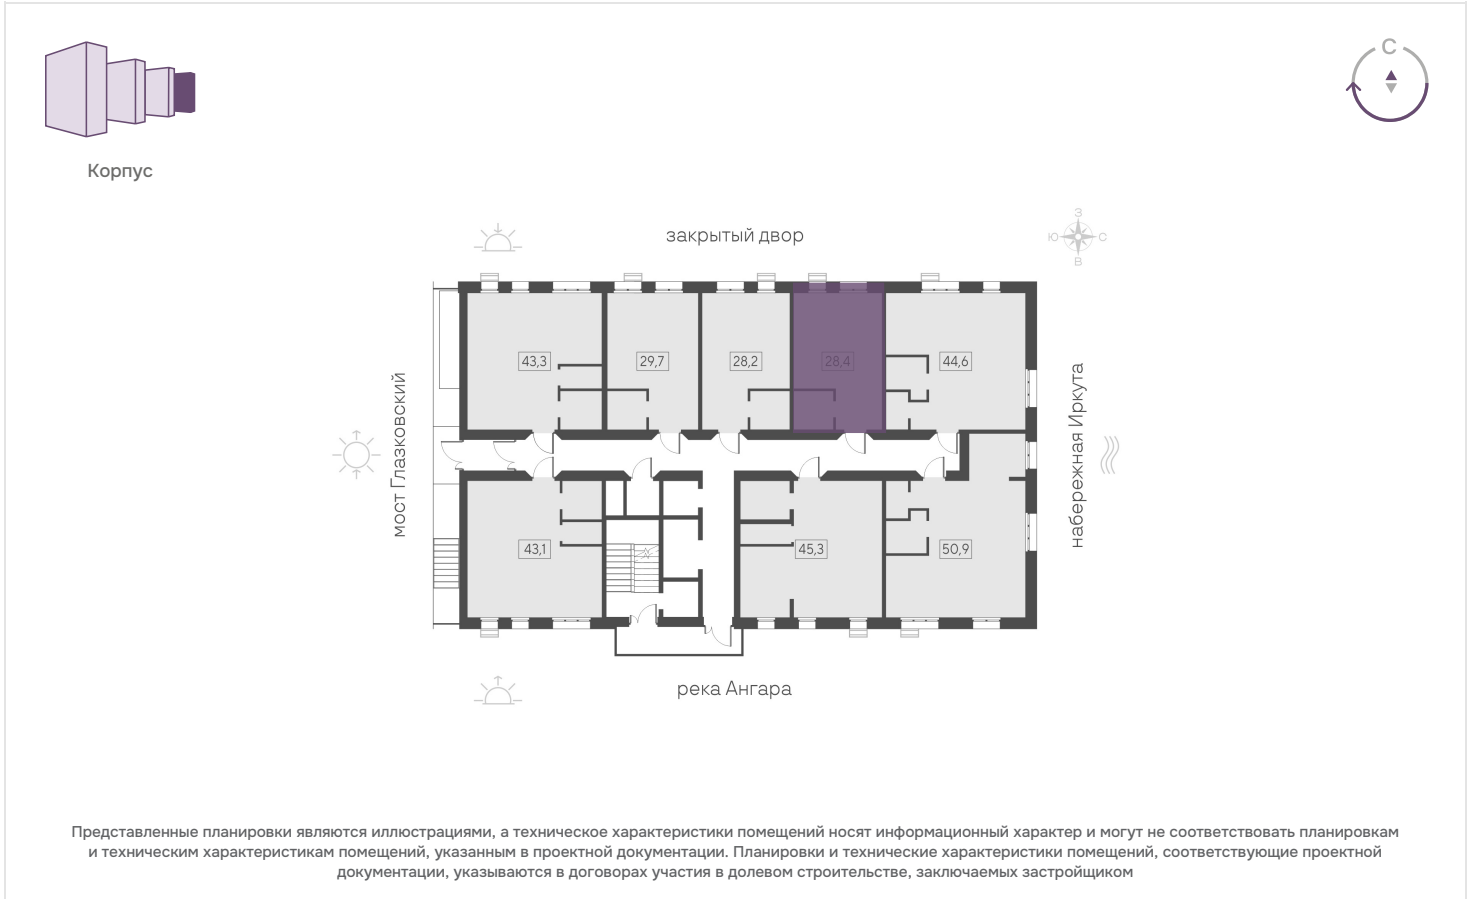 С
Корпус
закрытый двор
З
Ю
С
В
43,3
29,7
28,2
28,4
44,6
мост Глазковский
набережная Иркута
43,1
45,3
50,9
река Ангара
Представленные планировки являются иллюстрациями, а техническое характеристики помещений носят информационный характер и могут не соответствовать планировкам
и техническим характеристикам помещений, указанным в проектной документации. Планировки и технические характеристики помещений, соответствующие проектной
документации, указываются в договорах участия в долевом строительстве, заключаемых застройщиком